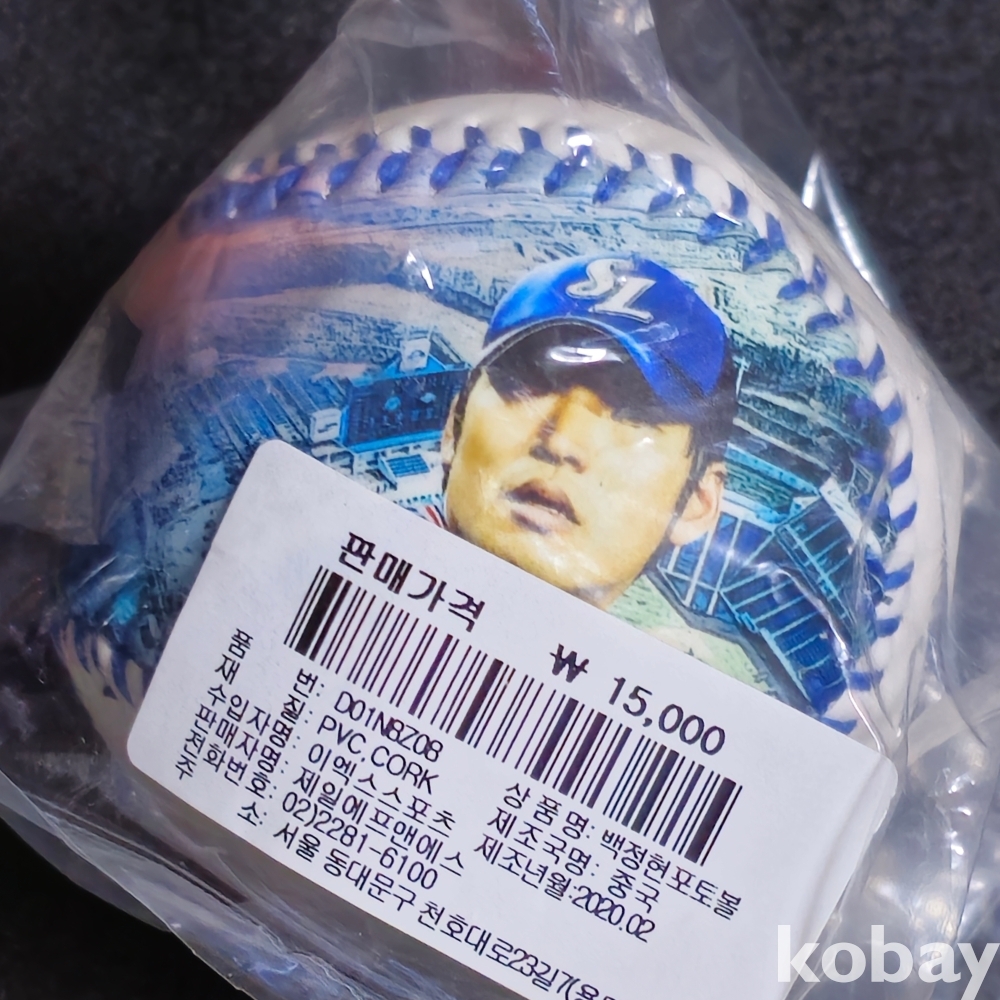 SL
판매가격
₩ 15,000
품 번: D01N8Z08
재 질: PVC CORK 상 품 명: 백정현포토볼
수입자명: 이엑스스포츠 제조국명: 중국
판매자명: 제일에프앤에스 제조년월:2020.02
전화번호: 02)2281-6100
주 소: 서울 동대문구 천호대로23길7(용
kobay